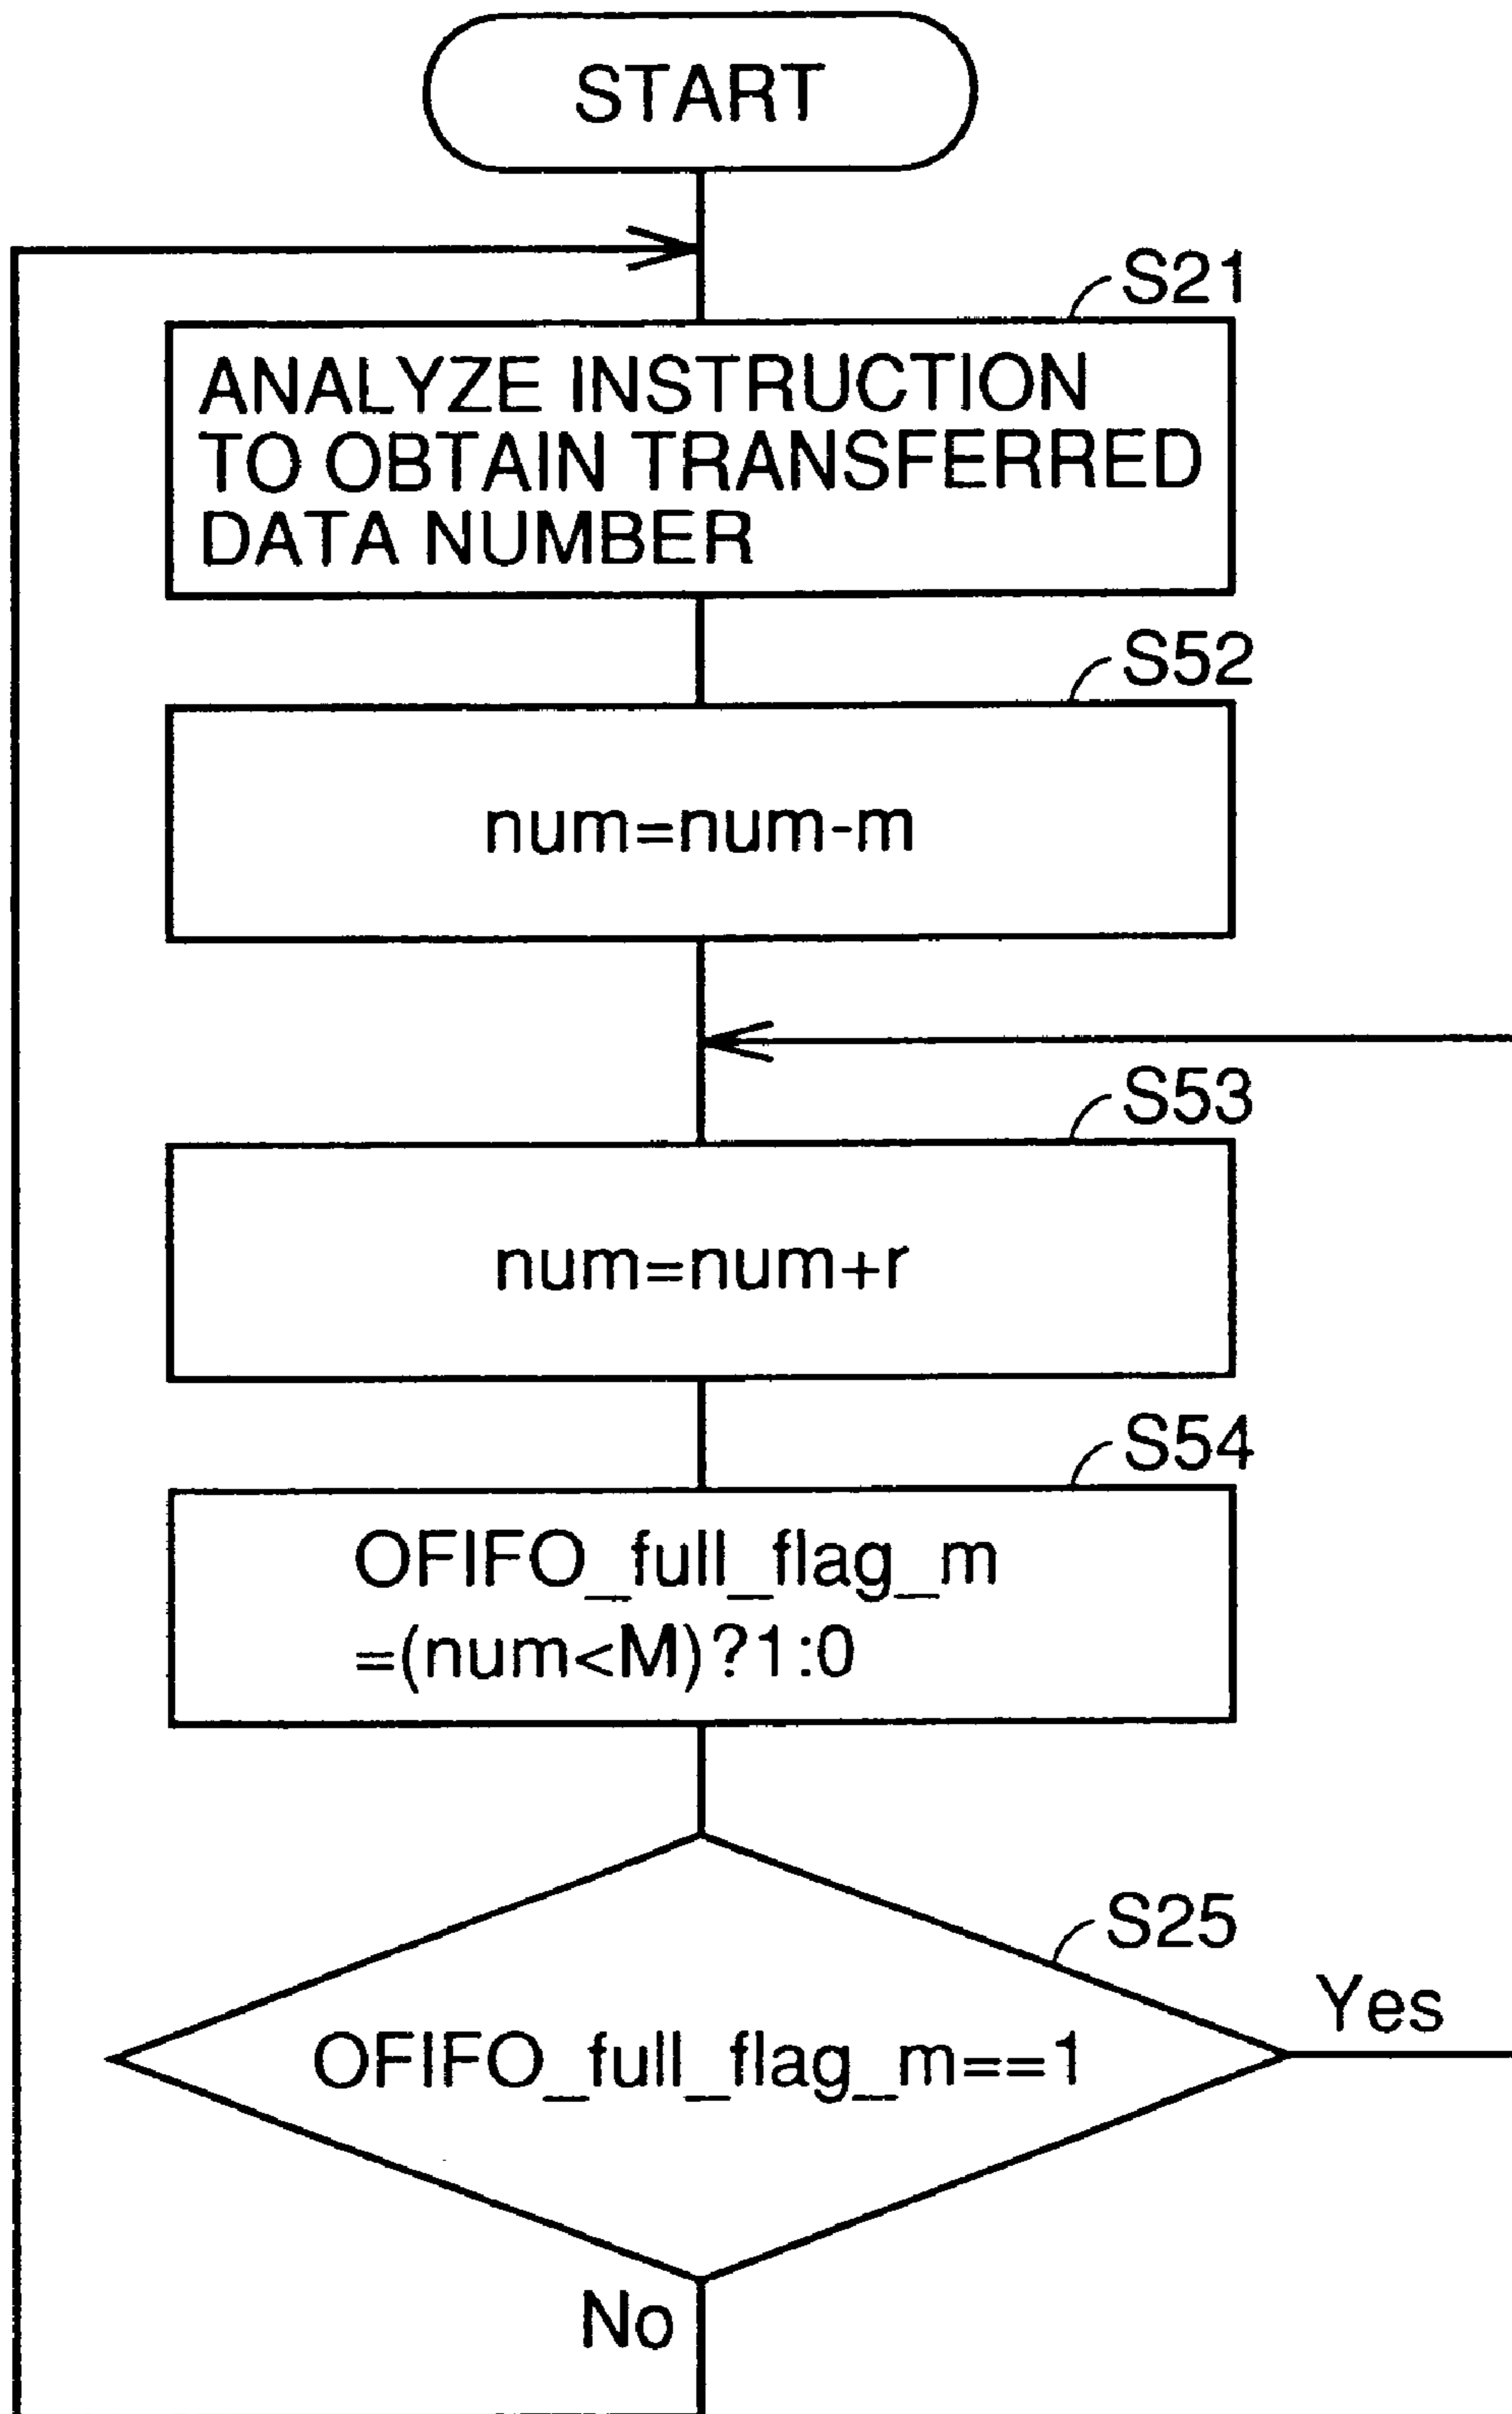 START
S21
ANALYZE INSTRUCTION
TO OBTAIN TRANSFERRED
DATA NUMBER
S52
num=num-m
S53
num=num+r
S54
OFIFO_full_flag_m
=(num<M)?1:0
S25
Yes
OFIFO_full_flag_m==1
No